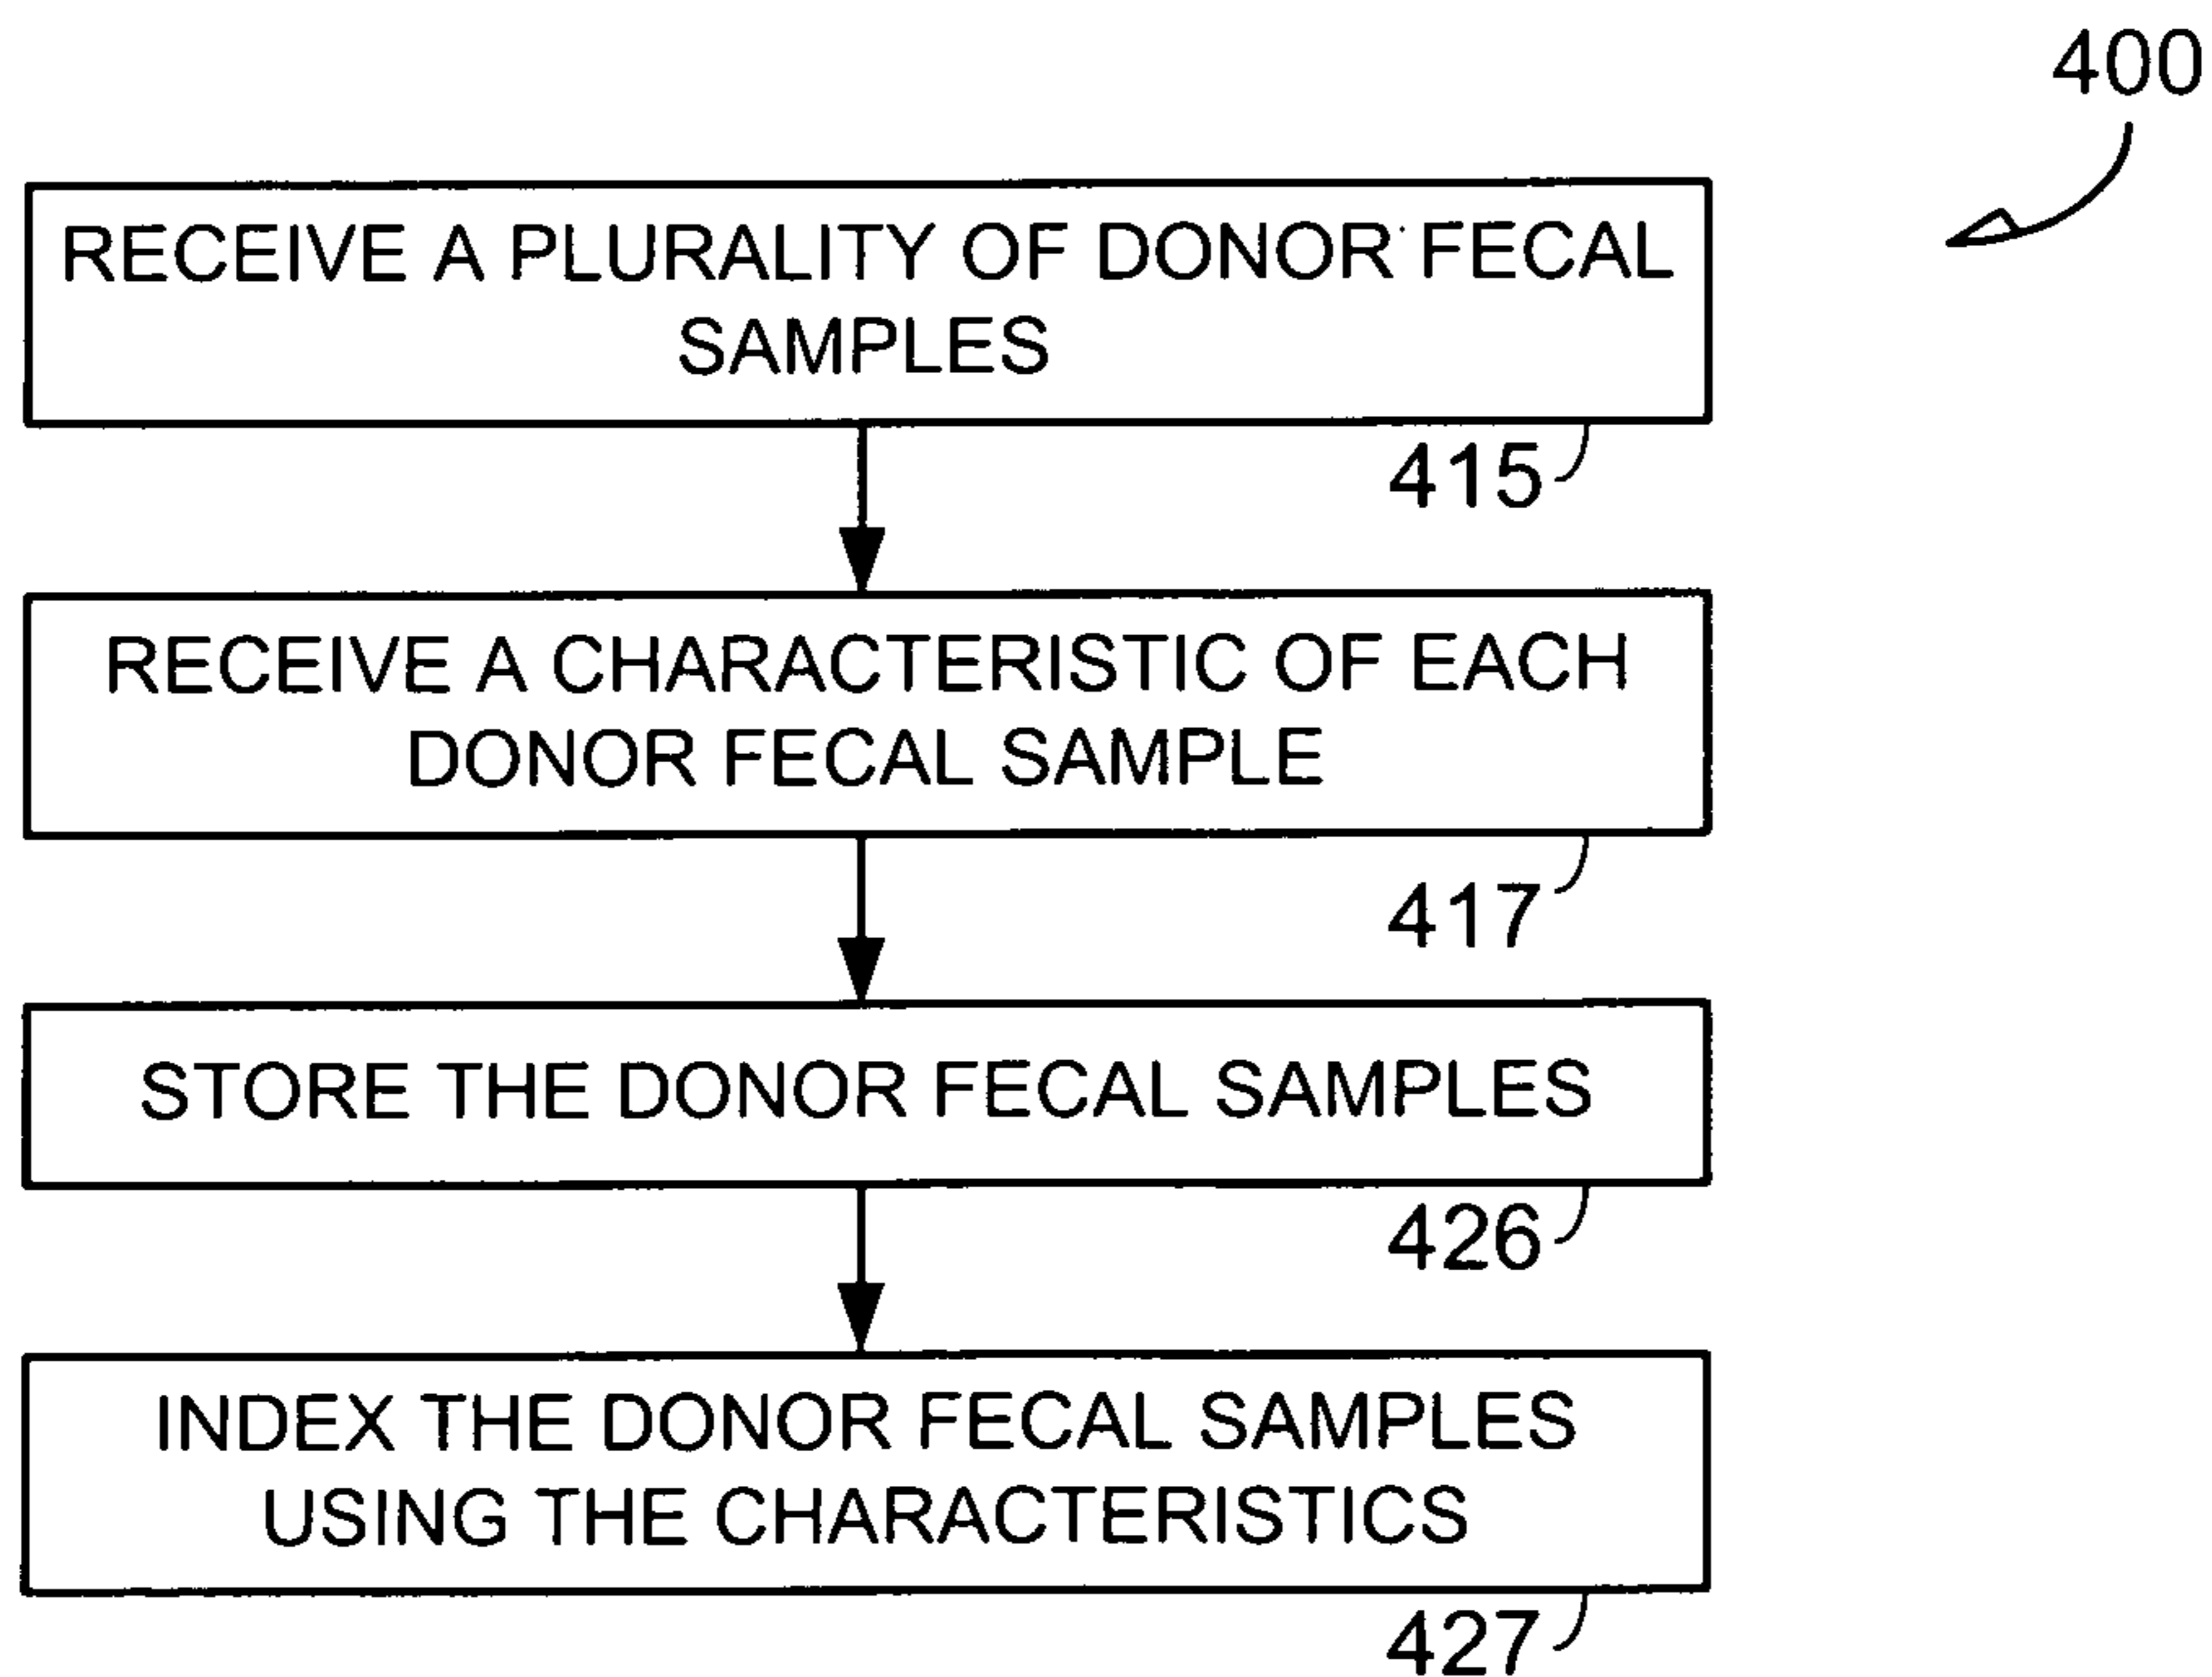 400
RECEIVE A PLURALITY OF DONOR FECAL
SAMPLES
415
RECEIVE A CHARACTERISTIC OF EACH
DONOR FECAL SAMPLE
417
STORE THE DONOR FECAL SAMPLES
426
INDEX THE DONOR FECAL SAMPLES
USING THE CHARACTERISTICS
427